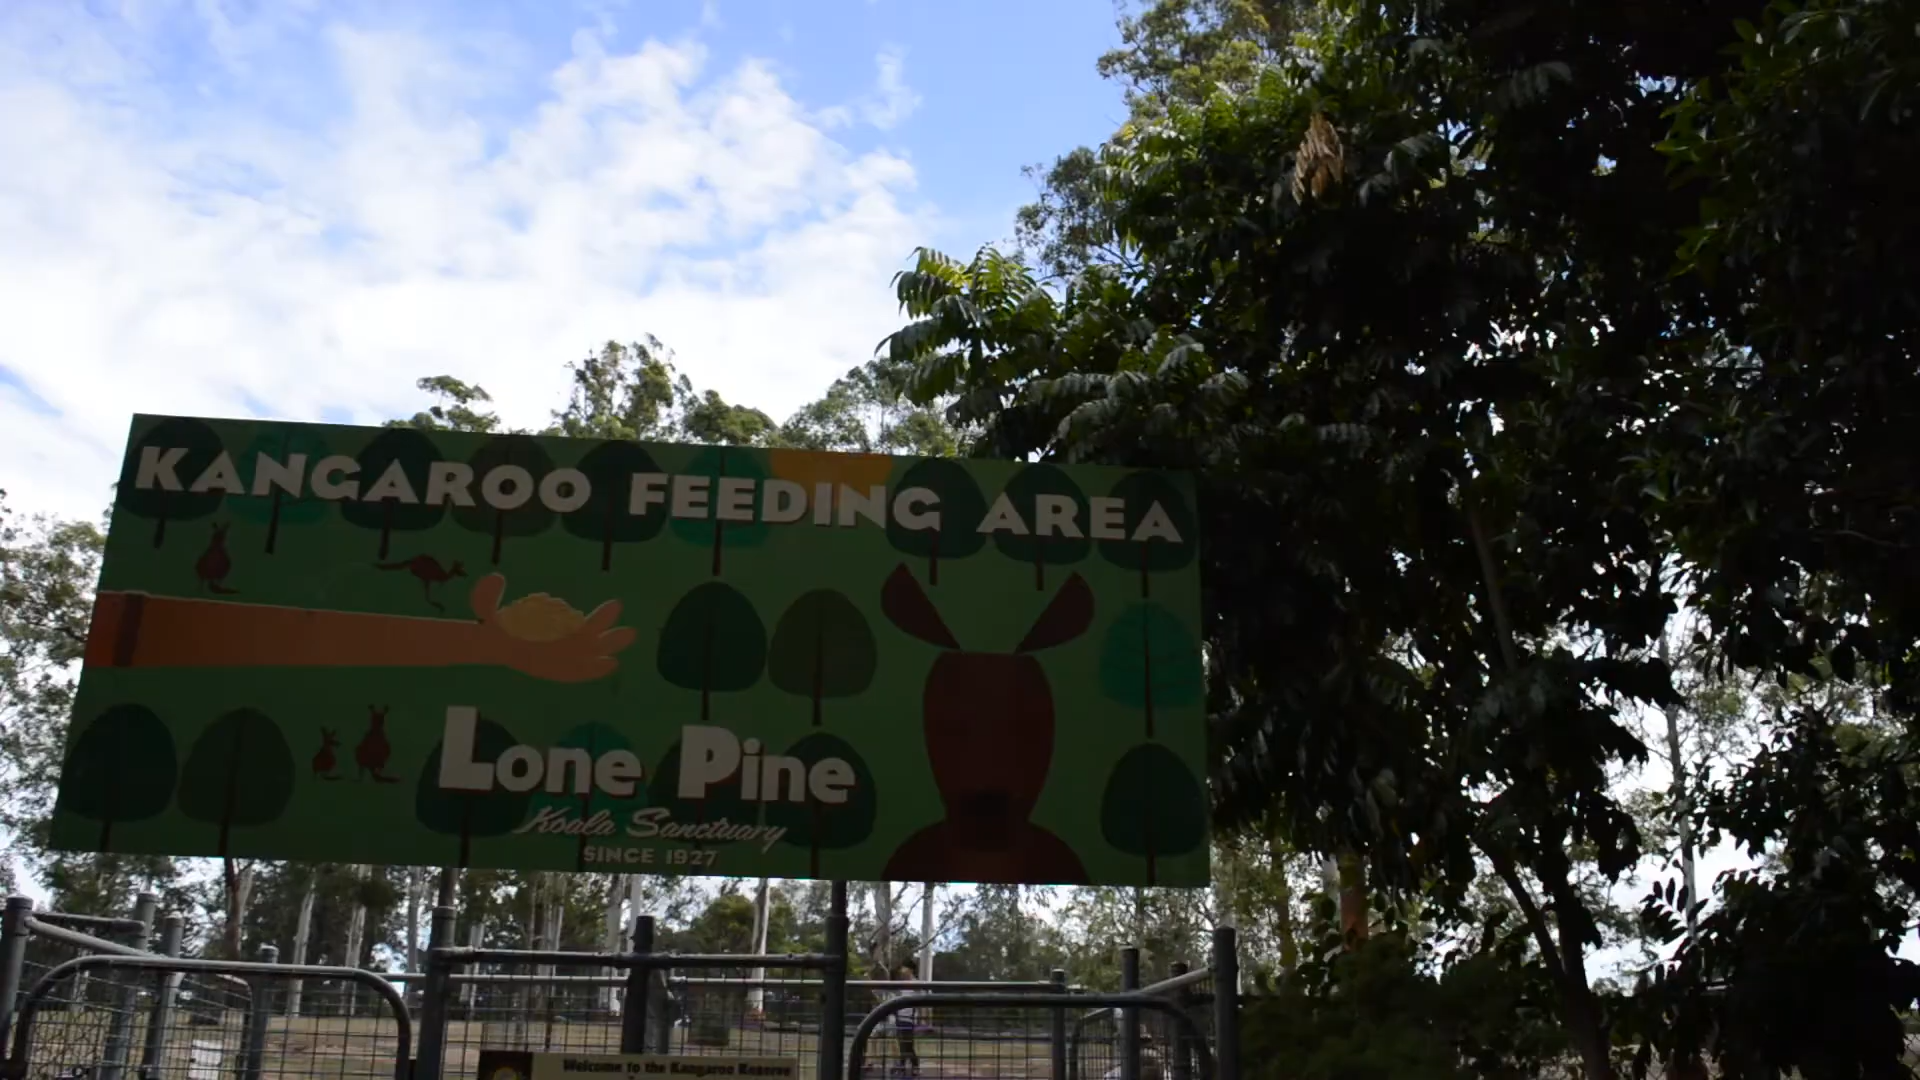 KANGAROO FEEDING AREA
Lone Pine
Koala Sanctuary
SINCE 1927
Welcome to the Kangaroo Reserve